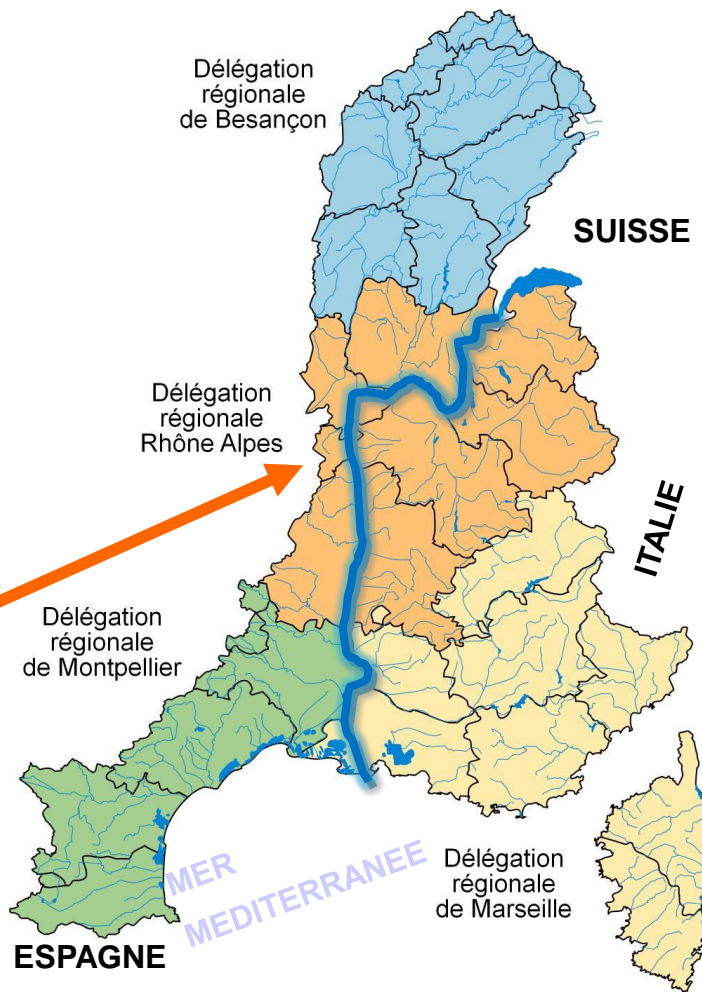 Délégation
régionale
de Besançon
SUISSE
Délégation
régionale
Rhône Alpes
ITALIE
Délégation
régionale
de Montpellier
MER
MEDITERRANEE
Délégation
régionale
de Marseille
ESPAGNE